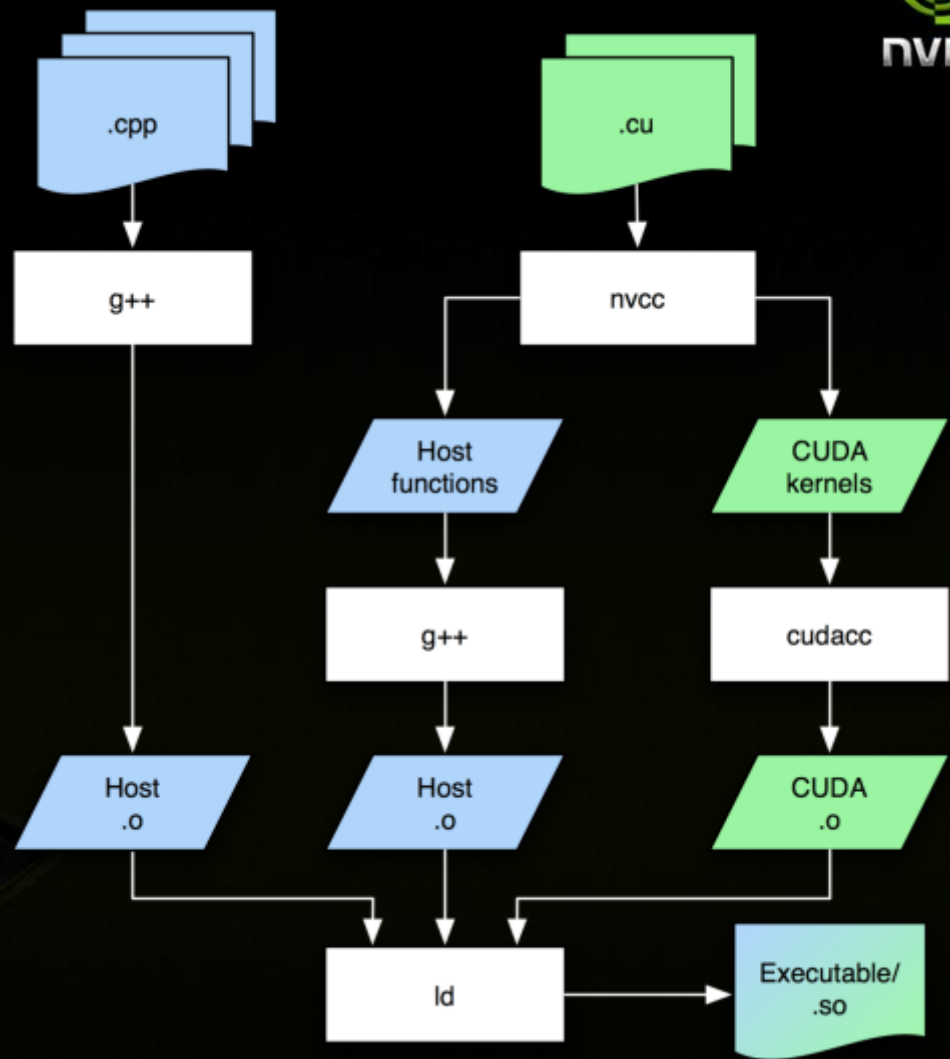 .cpp
.cu
g++
nvcc
Host
functions
CUDA
kernels
g++
cudacc
Host
.o
Host
.o
CUDA
.o
ld
Executable/
.so